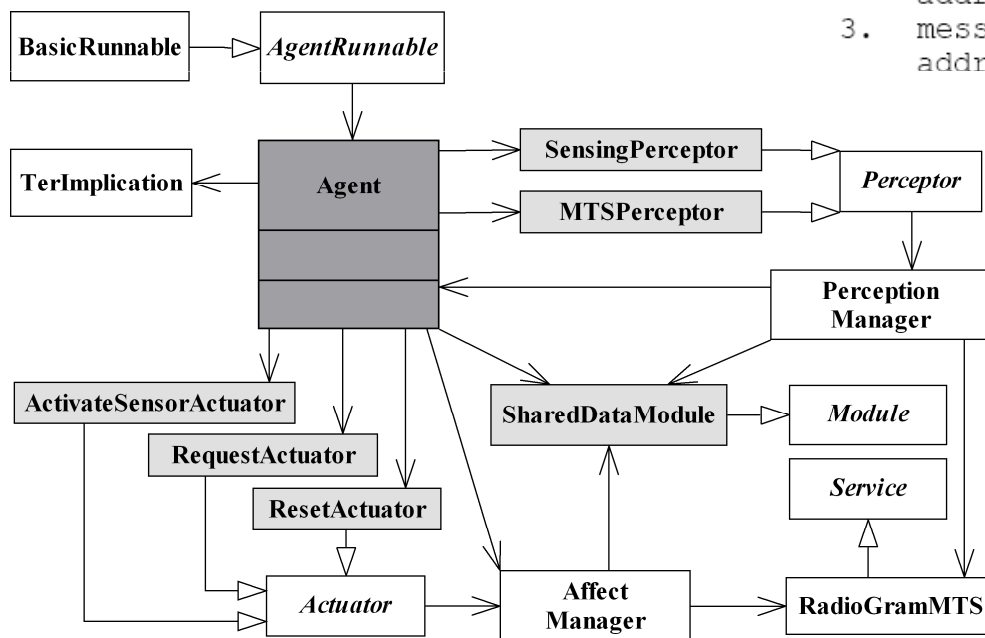 3.
BasicRunnable
AgentRunnable
TerImplication
Agent
SensingPerceptor
MTSPerceptor
Perceptor
Perception
Manager
ActivateSensorActuator
RequestActuator
ResetActuator
SharedDataModule
Module
Service
Actuator
Affect
Manager
RadioGramMTS